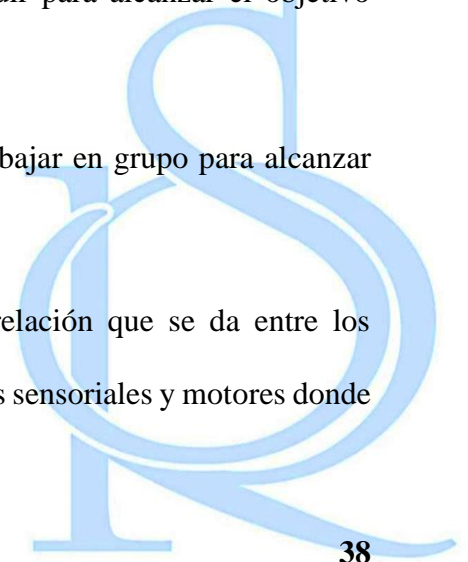 para alcanzar el objetivo
bajar en grupo para alcanzar
relación que se da entre los
s sensoriales y motores donde
38